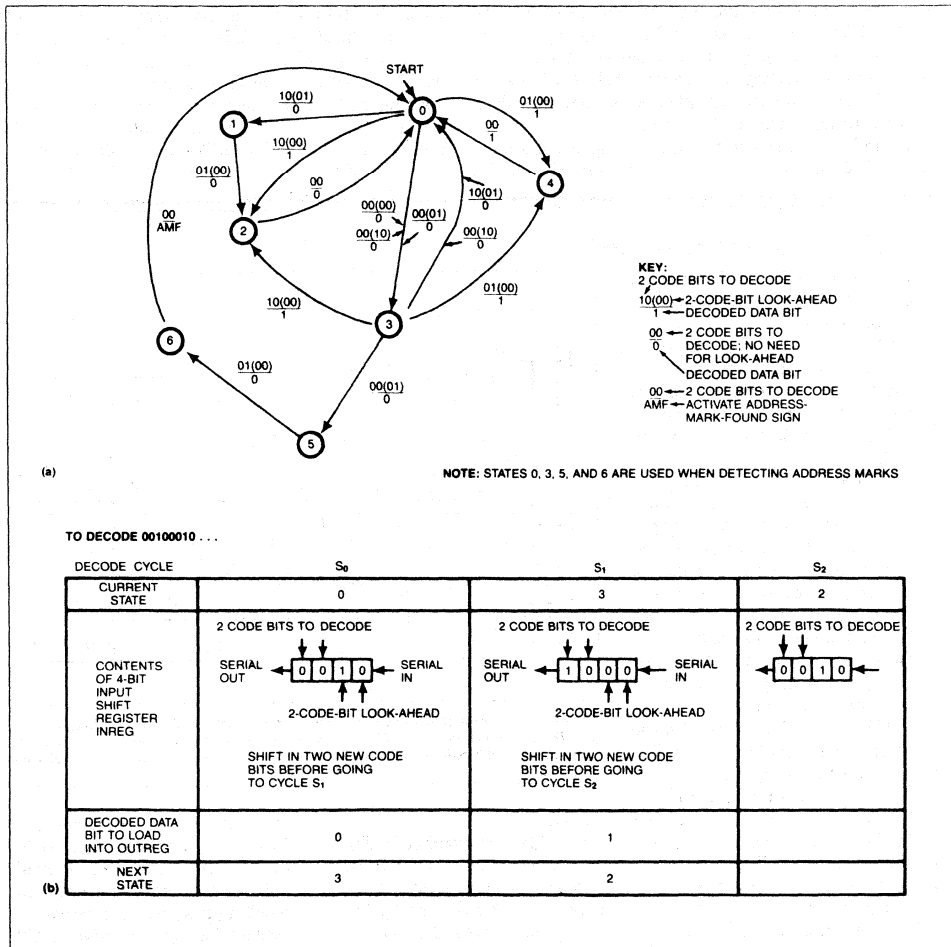 START
10(01)
0
0
01(00)
1
1
10(00)
1
00
1
01(00)
0
00
0
4
10(01)
0
00
AMF
2
00(00)
0
00(01)
0
00(10)
0
00(10)
0
KEY:
2 CODE BITS TO DECODE
10(00) 2-CODE-BIT LOOK-AHEAD
1 DECODED DATA BIT
00 2 CODE BITS TO
0 DECODE; NO NEED
FOR LOOK-AHEAD
DECODED DATA BIT
00 2 CODE BITS TO DECODE
AMF ACTIVATE ADDRESS-
MARK-FOUND SIGN
10(00)
1
01(00)
1
3
6
01(00)
0
00(01)
0
5
(a)
NOTE: STATES 0, 3, 5, AND 6 ARE USED WHEN DETECTING ADDRESS MARKS
TO DECODE 00100010 . . .
DECODE CYCLE S0 S1 S2
CURRENT
STATE
0 3 2
CONTENTS
OF 4-BIT
INPUT
SHIFT
REGISTER
INREG
2 CODE BITS TO DECODE
SERIAL
OUT
0 0 1 0
SERIAL
IN
2-CODE-BIT LOOK-AHEAD
SHIFT IN TWO NEW CODE
BITS BEFORE GOING
TO CYCLE S1
2 CODE BITS TO DECODE
SERIAL
OUT
1 0 0 0
SERIAL
IN
2-CODE-BIT LOOK-AHEAD
SHIFT IN TWO NEW CODE
BITS BEFORE GOING
TO CYCLE S2
2 CODE BITS TO DECODE
0 0 1 0
DECODED DATA
BIT TO LOAD
INTO OUTREG
0 1
NEXT
STATE
3 2
(b)